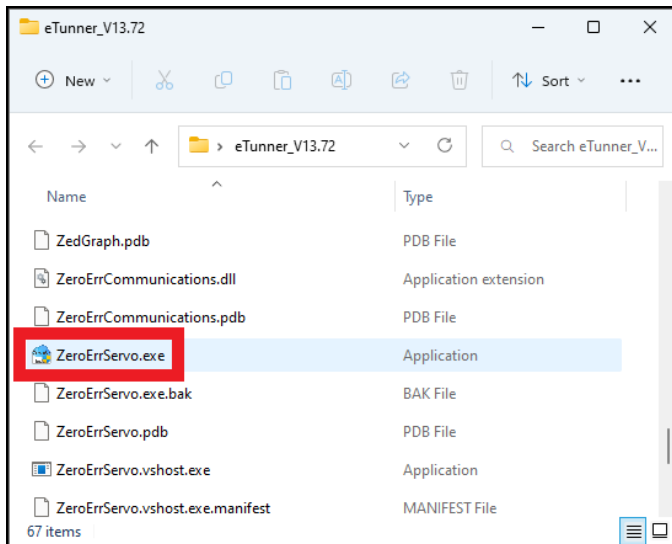 eTunner_V13.72
New
Sort
eTunner_V13.72
Search eTunner_V...
Name Type
ZedGraph.pdb PDB File
ZeroErrCommunications.dll Application extension
ZeroErrCommunications.pdb PDB File
ZeroErrServo.exe Application
ZeroErrServo.exe.bak BAK File
ZeroErrServo.pdb PDB File
ZeroErrServo.vshost.exe Application
ZeroErrServo.vshost.exe.manifest MANIFEST File
67 items